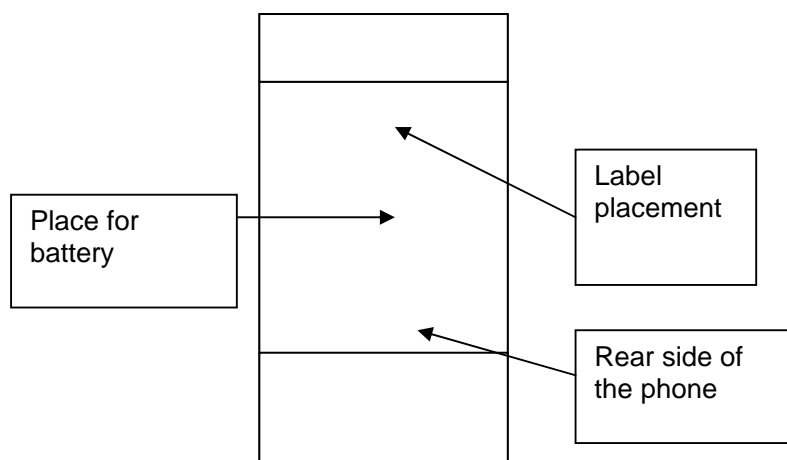 Label
placement
Place for
battery
Rear side of
the phone